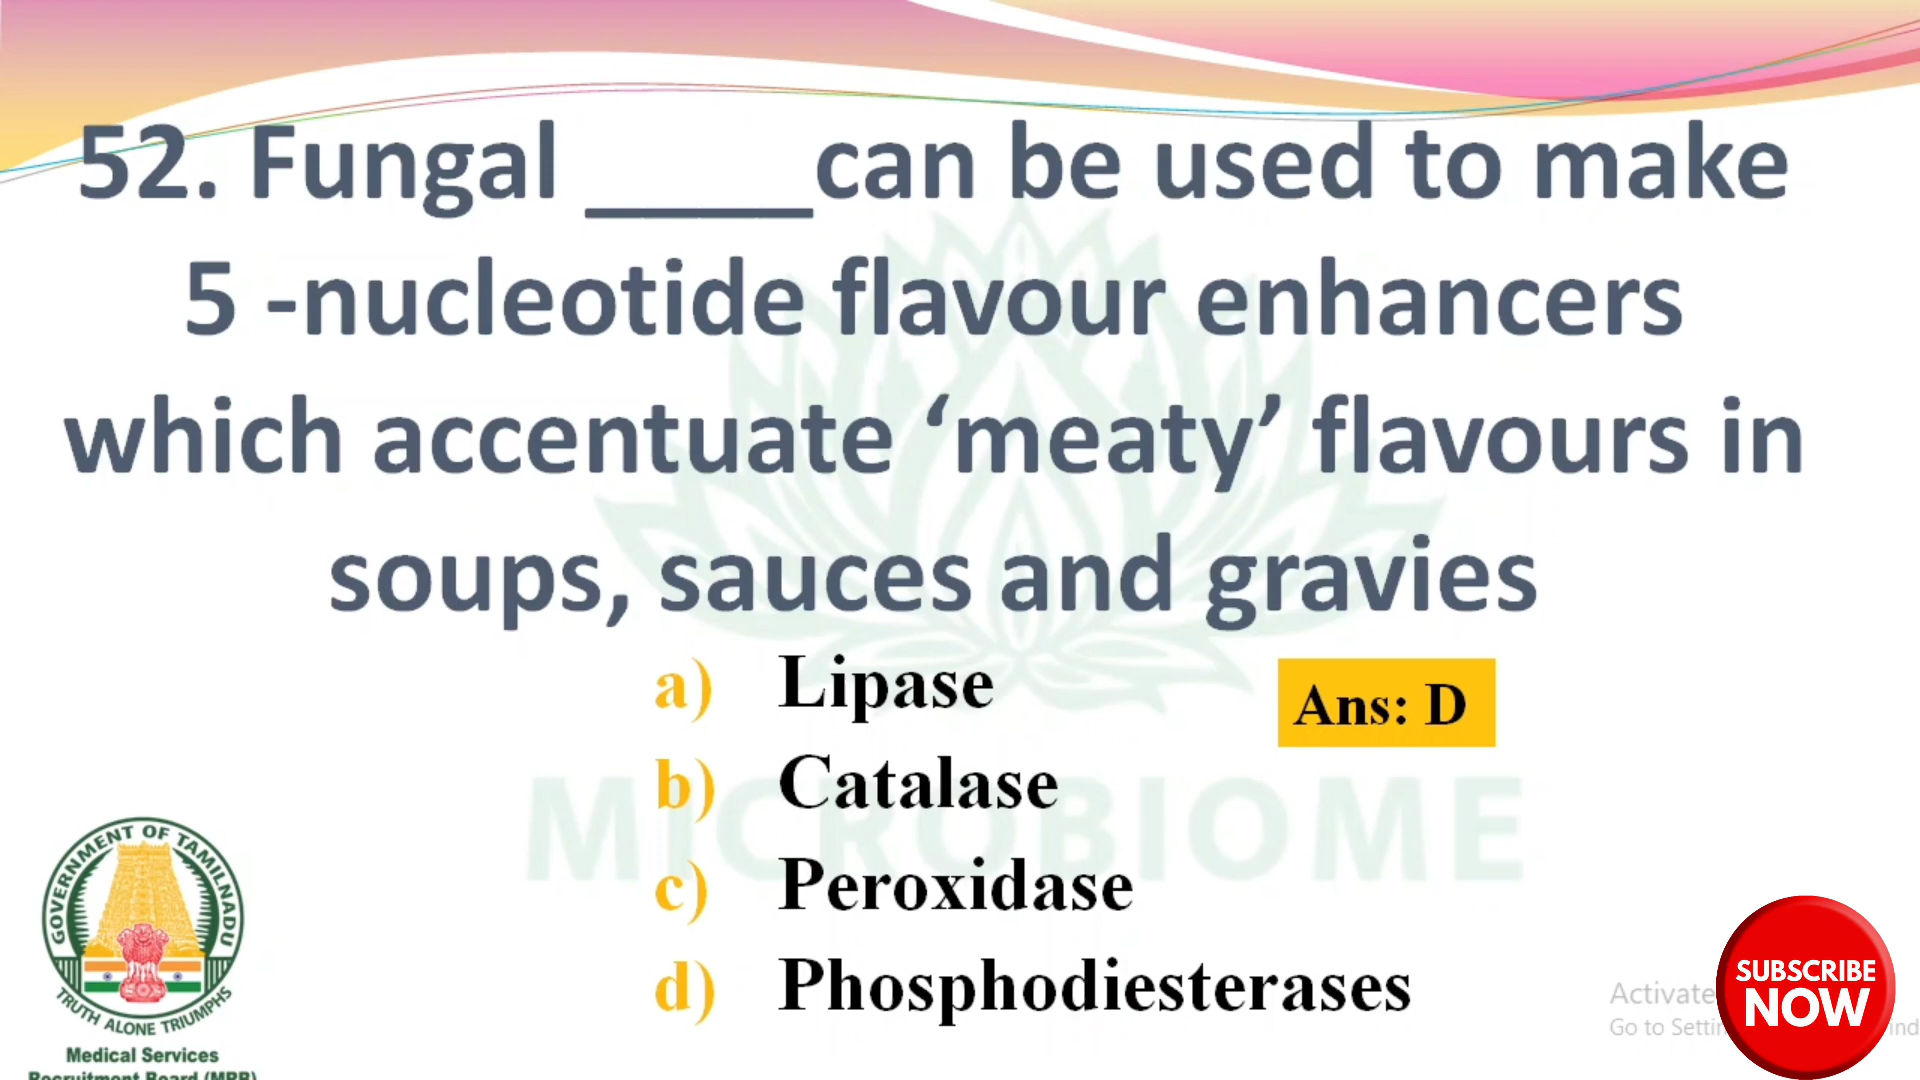 52. Fungal ____can be used to make
5 -nucleotide flavour enhancers
which accentuate ‘meaty’ flavours in
soups, sauces and gravies
a) Lipase
Ans: D
b) Catalase
MICROBIOME
c) Peroxidase
d) Phosphodiesterases
GOVERNMENT OF TAMILNADU
TRUTH ALONE TRIUMPHS
Medical Services
Recruitment Board (MRB)
Activate
Go to Settin
SUBSCRIBE
NOW